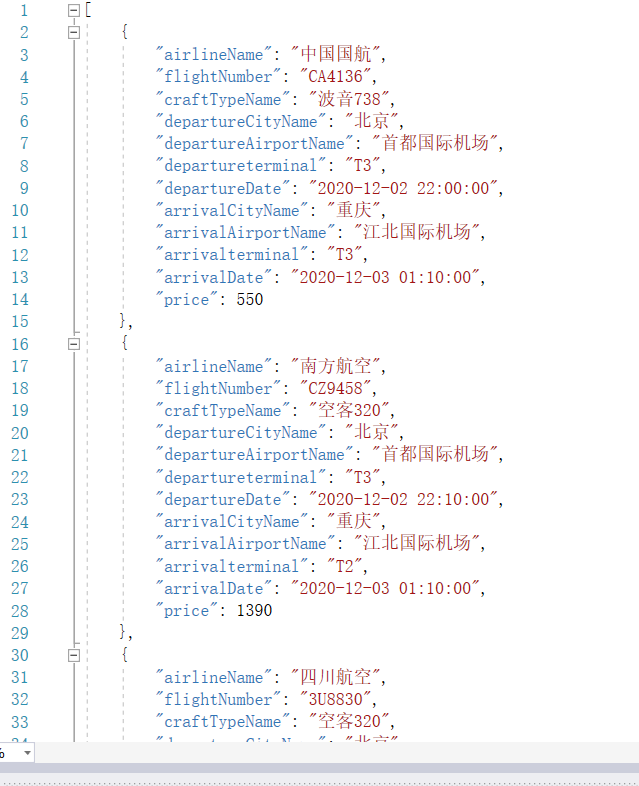 1 [
2 {
3 "airlineName": "中国国航",
4 "flightNumber": "CA4136",
5 "craftTypeName": "波音738",
6 "departureCityName": "北京",
7 "departureAirportName": "首都国际机场",
8 "departureterminal": "T3",
9 "departureDate": "2020-12-02 22:00:00",
10 "arrivalCityName": "重庆",
11 "arrivalAirportName": "江北国际机场",
12 "arrivalterminal": "T3",
13 "arrivalDate": "2020-12-03 01:10:00",
14 "price": 550
15 },
16 {
17 "airlineName": "南方航空",
18 "flightNumber": "CZ9458",
19 "craftTypeName": "空客320",
20 "departureCityName": "北京",
21 "departureAirportName": "首都国际机场",
22 "departureterminal": "T3",
23 "departureDate": "2020-12-02 22:10:00",
24 "arrivalCityName": "重庆",
25 "arrivalAirportName": "江北国际机场",
26 "arrivalterminal": "T2",
27 "arrivalDate": "2020-12-03 01:10:00",
28 "price": 1390
29 },
30 {
31 "airlineName": "四川航空",
32 "flightNumber": "3U8830",
33 "craftTypeName": "空客320",
%